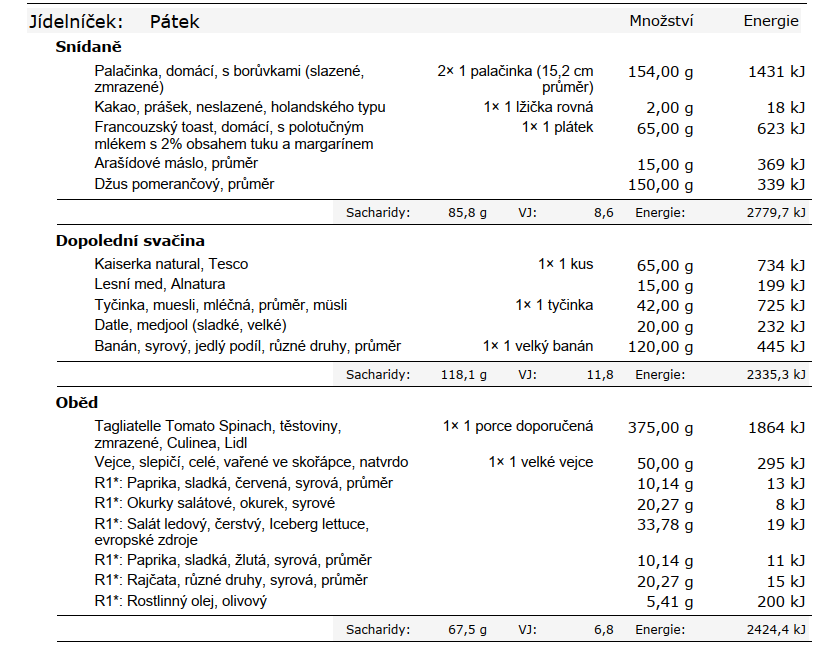 Jídelníček: Pátek Množství Energie
Snídaně
Palačinka, domácí, s borůvkami (slazené, zmrazené) 2× 1 palačinka (15,2 cm průměr) 154,00 g 1431 kJ
Kakao, prášek, neslazené, holandského typu 1× 1 lžička rovná 2,00 g 18 kJ
Francouzský toast, domácí, s polotučným mlékem s 2% obsahem tuku a margarínem 1× 1 plátek 65,00 g 623 kJ
Arašídové máslo, průměr 15,00 g 369 kJ
Džus pomerančový, průměr 150,00 g 339 kJ
Sacharidy: 85,8 g VJ: 8,6 Energie: 2779,7 kJ
Dopolední svačina
Kaiserka natural, Tesco 1× 1 kus 65,00 g 734 kJ
Lesní med, Alnatura 15,00 g 199 kJ
Tyčinka, muesli, mléčná, průměr, müsli 1× 1 tyčinka 42,00 g 725 kJ
Datle, medjool (sladké, velké) 20,00 g 232 kJ
Banán, syrový, jedlý podíl, různé druhy, průměr 1× 1 velký banán 120,00 g 445 kJ
Sacharidy: 118,1 g VJ: 11,8 Energie: 2335,3 kJ
Oběd
Tagliatelle Tomato Spinach, těstoviny, zmrazené, Culinea, Lidl 1× 1 porce doporučená 375,00 g 1864 kJ
Vejce, slepičí, celé, vařené ve skořápce, natvrdo 1× 1 velké vejce 50,00 g 295 kJ
R1*: Paprika, sladká, červená, syrová, průměr 10,14 g 13 kJ
R1*: Okurky salátové, okurek, syrové 20,27 g 8 kJ
R1*: Salát ledový, čerstvý, Iceberg lettuce, evropské zdroje 33,78 g 19 kJ
R1*: Paprika, sladká, žlutá, syrová, průměr 10,14 g 11 kJ
R1*: Rajčata, různé druhy, syrová, průměr 20,27 g 15 kJ
R1*: Rostlinný olej, olivový 5,41 g 200 kJ
Sacharidy: 67,5 g VJ: 6,8 Energie: 2424,4 kJ